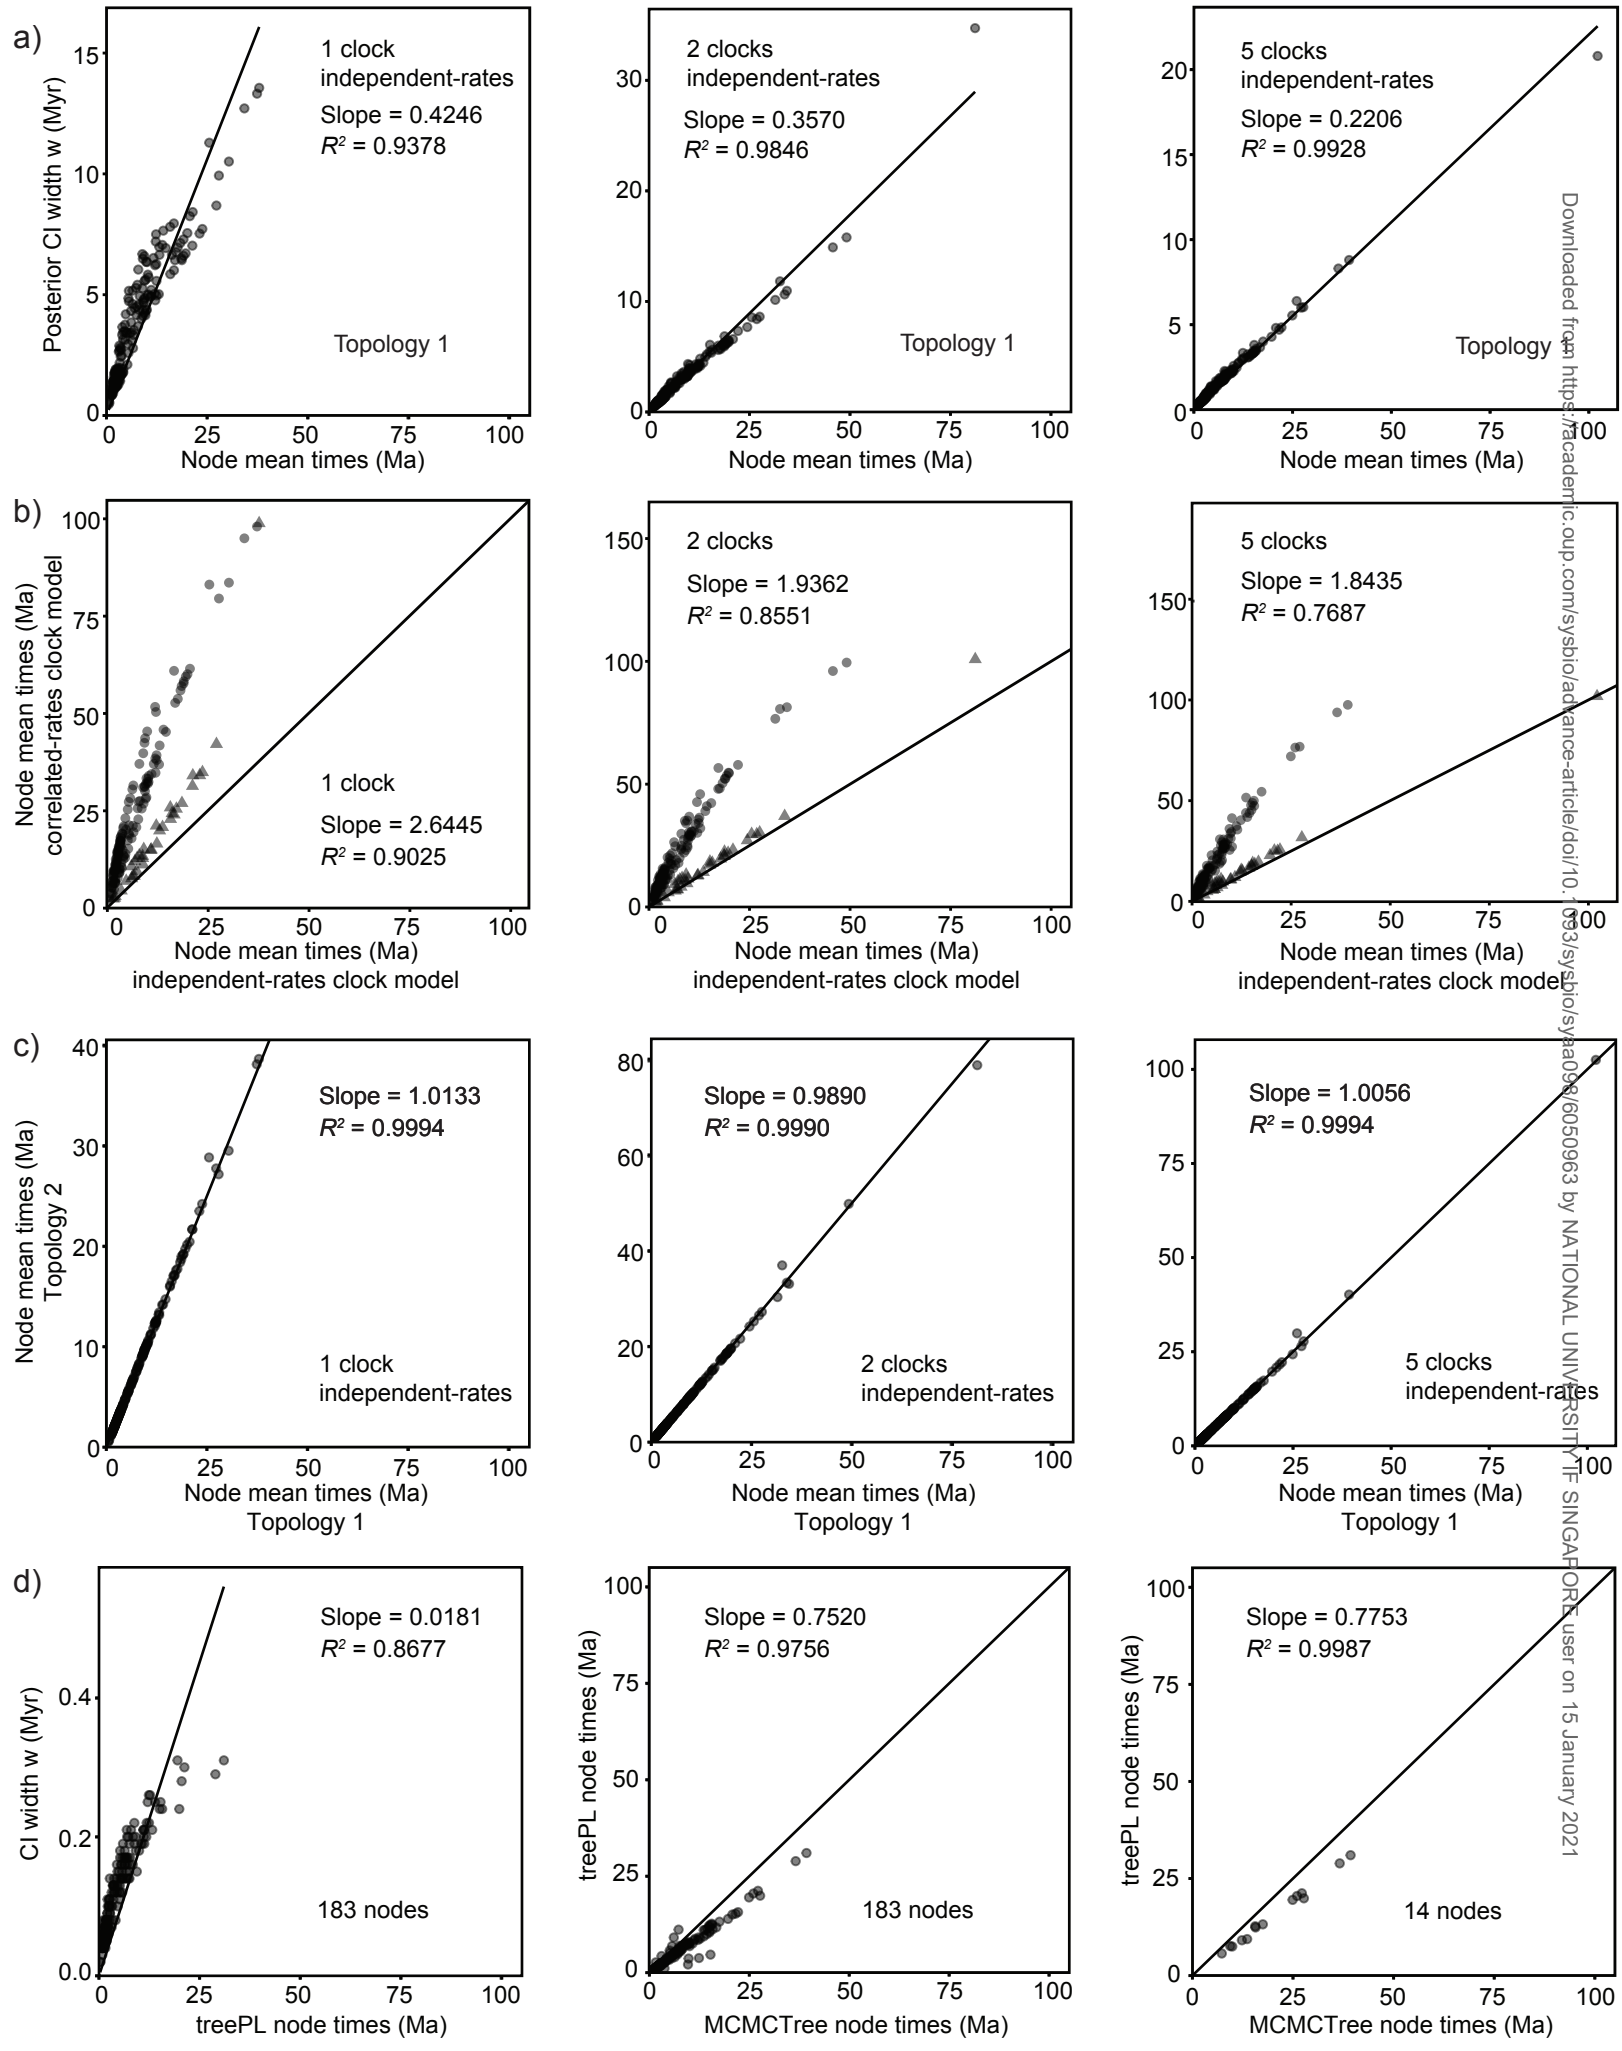 a)
Posterior CI width w (Myr)
15
10
5
0
1 clock
independent-rates
Slope = 0.4246
R² = 0.9378
Topology 1
0 25 50 75 100
Node mean times (Ma)
30
20
10
0
2 clocks
independent-rates
Slope = 0.3570
R² = 0.9846
Topology 1
0 25 50 75 100
Node mean times (Ma)
20
15
10
5
0
5 clocks
independent-rates
Slope = 0.2206
R² = 0.9928
Topology 1
0 25 50 75 100
Node mean times (Ma)
b)
Node mean times (Ma)
correlated-rates clock model
100
75
50
25
0
1 clock
Slope = 2.6445
R² = 0.9025
0 25 50 75 100
Node mean times (Ma)
independent-rates clock model
150
100
50
0
2 clocks
Slope = 1.9362
R² = 0.8551
0 25 50 75 100
Node mean times (Ma)
independent-rates clock model
150
100
50
0
5 clocks
Slope = 1.8435
R² = 0.7687
0 25 50 75 100
Node mean times (Ma)
independent-rates clock model
c)
Node mean times (Ma)
Topology 2
40
30
20
10
0
Slope = 1.0133
R² = 0.9994
1 clock
independent-rates
0 25 50 75 100
Node mean times (Ma)
Topology 1
80
60
40
20
0
Slope = 0.9890
R² = 0.9990
2 clocks
independent-rates
0 25 50 75 100
Node mean times (Ma)
Topology 1
100
75
50
25
0
Slope = 1.0056
R² = 0.9994
5 clocks
independent-rates
0 25 50 75 100
Node mean times (Ma)
Topology 1
d)
CI width w (Myr)
0.4
0.2
0.0
Slope = 0.0181
R² = 0.8677
183 nodes
0 25 50 75 100
treePL node times (Ma)
treePL node times (Ma)
100
75
50
25
0
Slope = 0.7520
R² = 0.9756
183 nodes
0 25 50 75 100
MCMCTree node times (Ma)
treePL node times (Ma)
100
75
50
25
0
Slope = 0.7753
R² = 0.9987
14 nodes
0 25 50 75 100
MCMCTree node times (Ma)
Downloaded from https://academic.oup.com/sysbio/advance-article/doi/10.1093/sysbio/syaa098/6050963 by NATIONAL UNIVERSITY IF SINGAPORE user on 15 January 2021